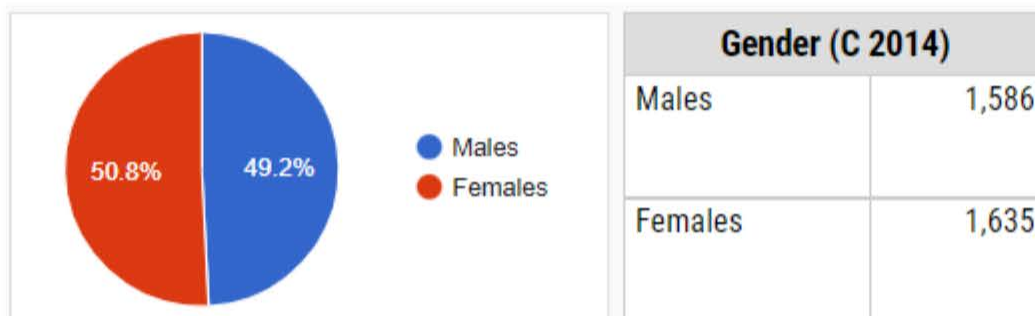 50.8%
49.2%
Males
Females
Gender (C 2014)
Males 1,586
Females 1,635